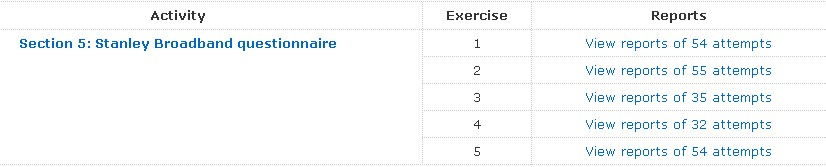 Activity Exercise Reports
Section 5: Stanley Broadband questionnaire 1 View reports of 54 attempts
2 View reports of 55 attempts
3 View reports of 35 attempts
4 View reports of 32 attempts
5 View reports of 54 attempts